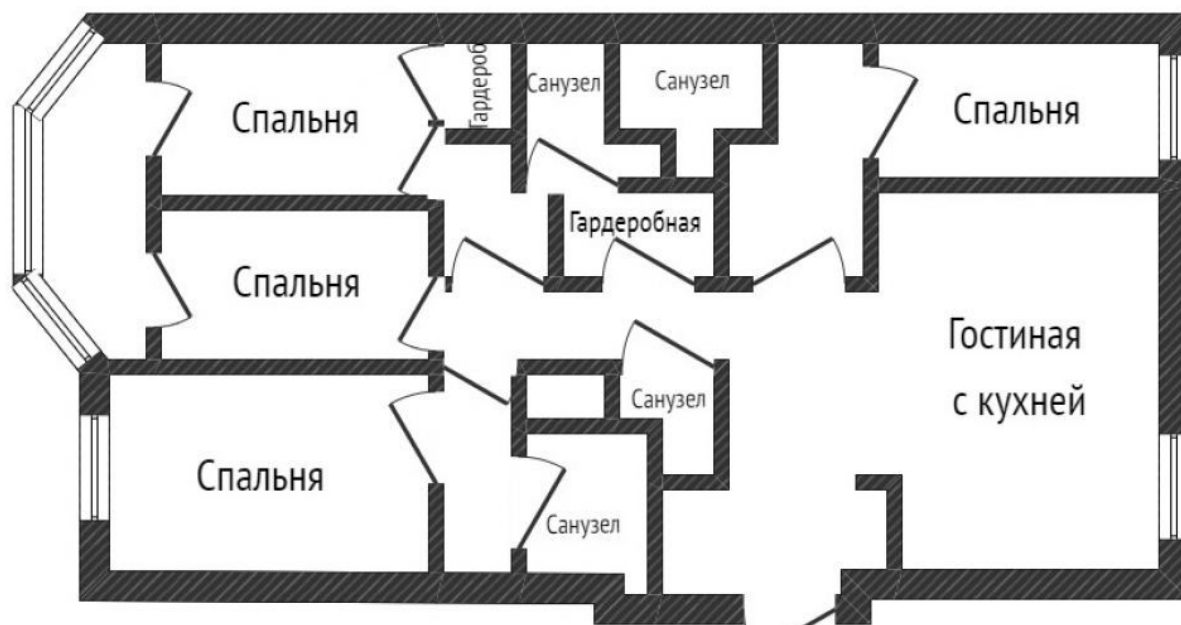 Спальня
Гардероб
Санузел
Санузел
Спальня
Гардеробная
Спальня
Гостиная
с кухней
Санузел
Спальня
Санузел